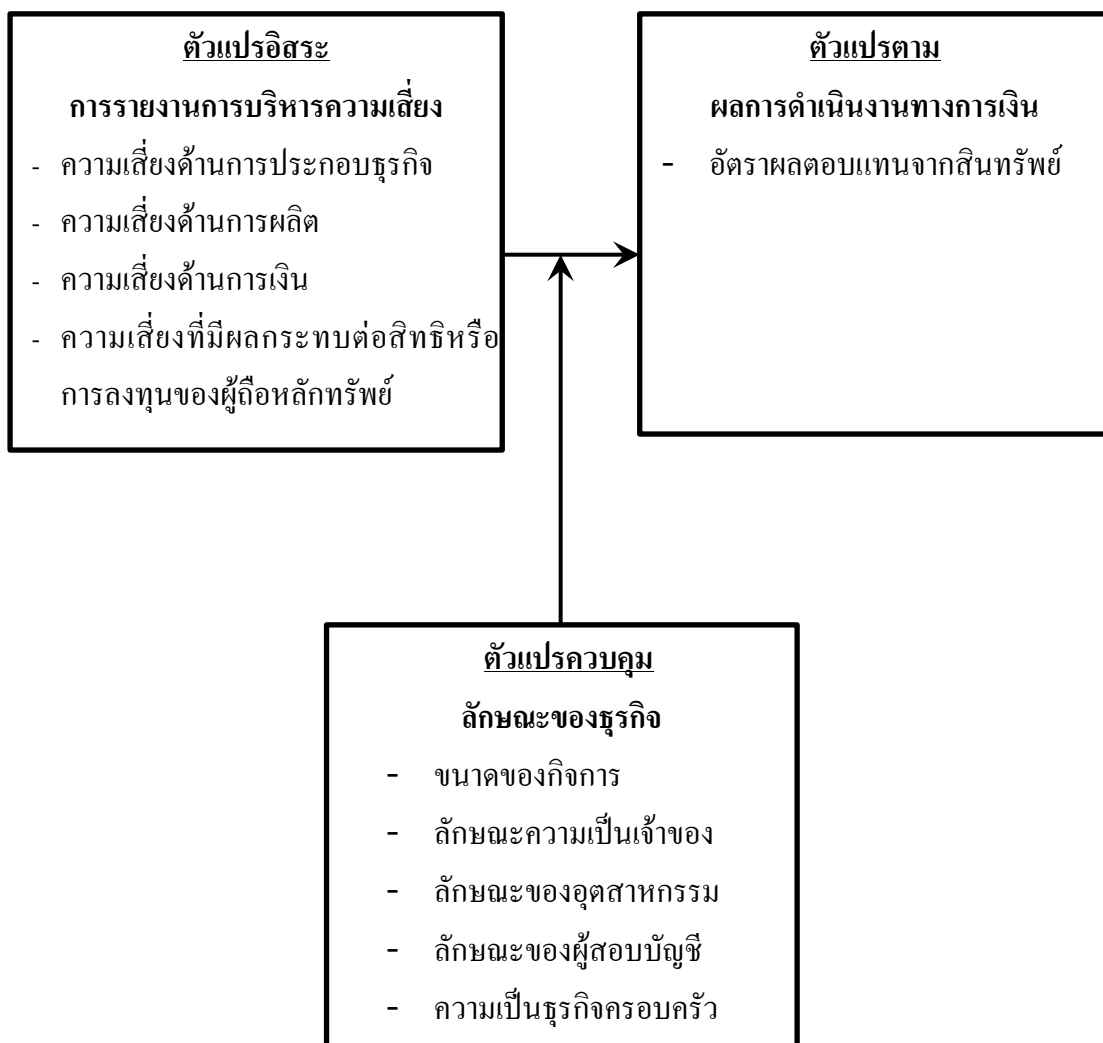 ตัวแปรอิสระ
การรายงานการบริหารความเสี่ยง
- ความเสี่ยงด้านการประกอบธุรกิจ
- ความเสี่ยงด้านการผลิต
- ความเสี่ยงด้านการเงิน
- ความเสี่ยงที่มีผลกระทบต่อสิทธิหรือ
การลงทุนของผู้ถือหลักทรัพย์
ตัวแปรตาม
ผลการดำเนินงานทางการเงิน
- อัตราผลตอบแทนจากสินทรัพย์
ตัวแปรควบคุม
ลักษณะของธุรกิจ
- ขนาดของกิจการ
- ลักษณะความเป็นเจ้าของ
- ลักษณะของอุตสาหกรรม
- ลักษณะของผู้สอบบัญชี
- ความเป็นธุรกิจครอบครัว